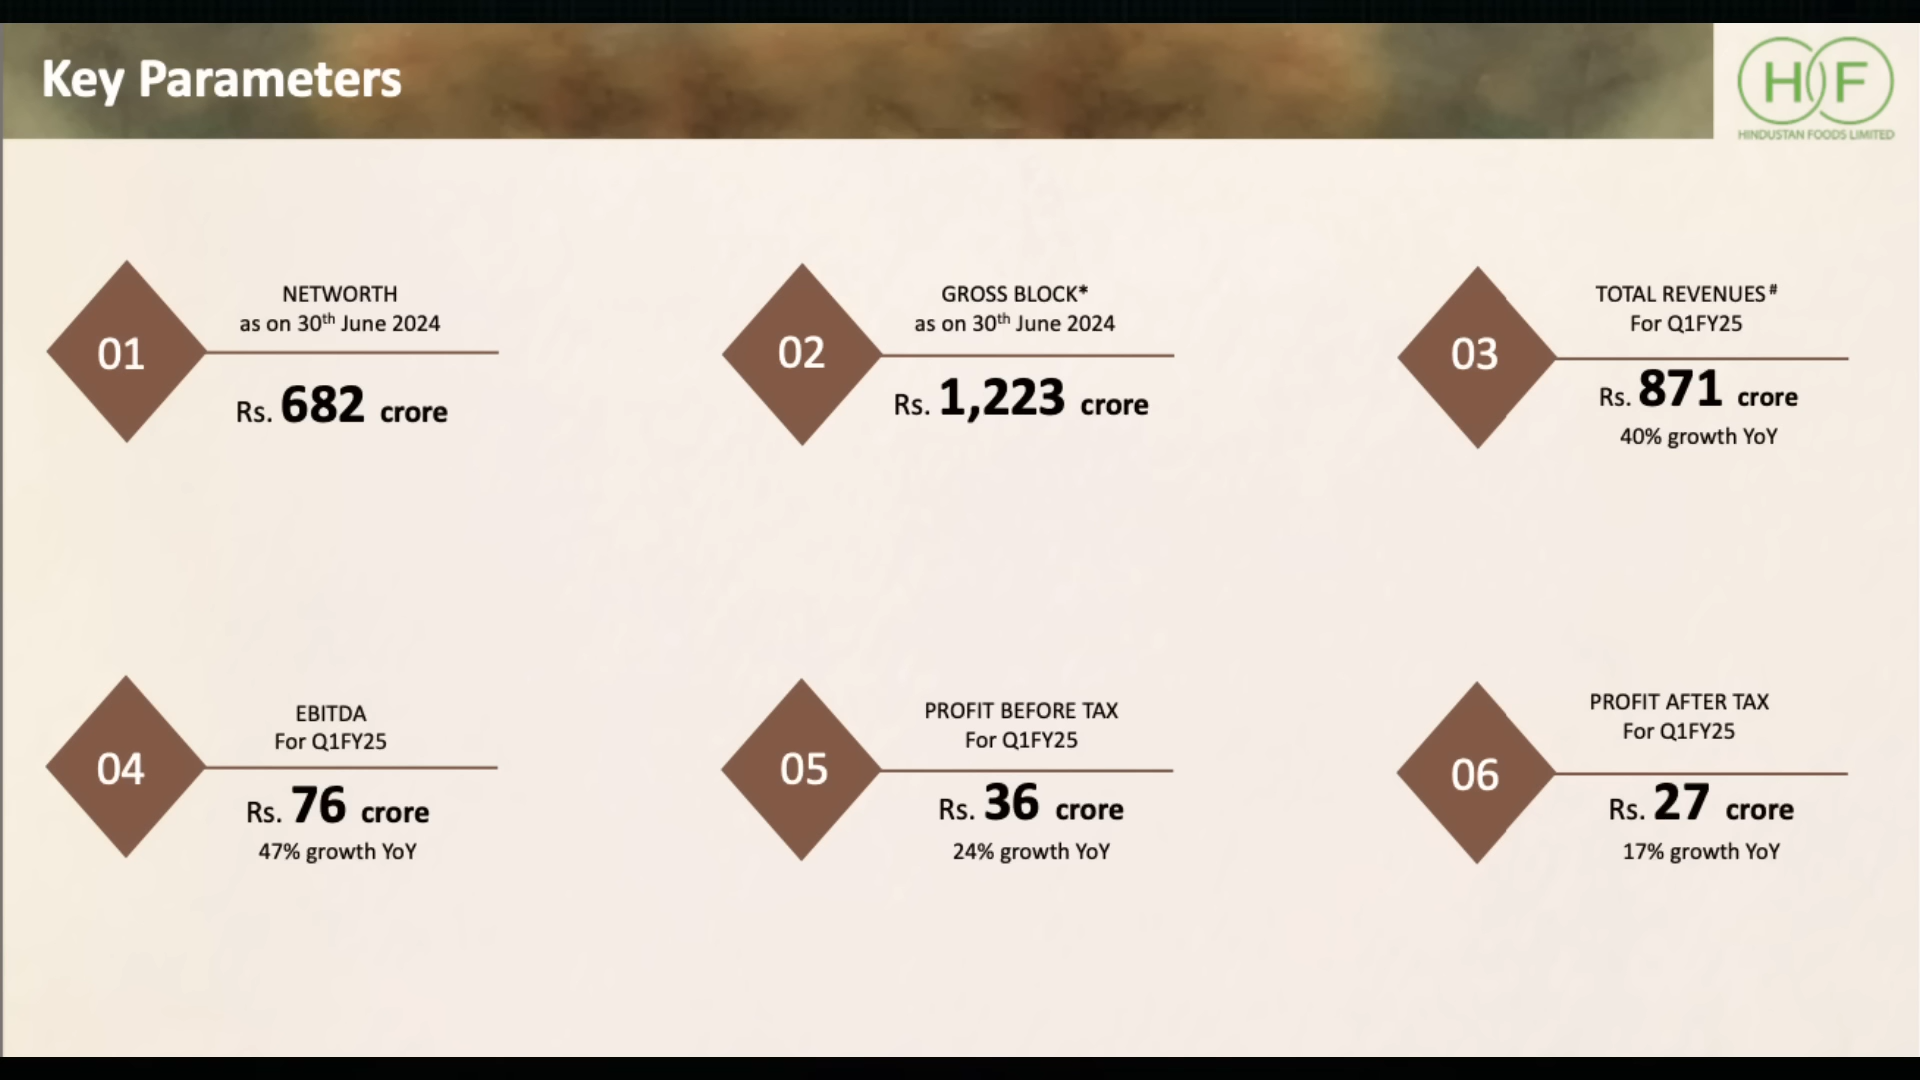 Key Parameters
HF
HINDUSTAN FOODS LIMITED
01
NETWORTH
as on 30th June 2024
Rs. 682 crore
02
GROSS BLOCK*
as on 30th June 2024
Rs. 1,223 crore
03
TOTAL REVENUES#
For Q1FY25
Rs. 871 crore
40% growth YoY
04
EBITDA
For Q1FY25
Rs. 76 crore
47% growth YoY
05
PROFIT BEFORE TAX
For Q1FY25
Rs. 36 crore
24% growth YoY
06
PROFIT AFTER TAX
For Q1FY25
Rs. 27 crore
17% growth YoY